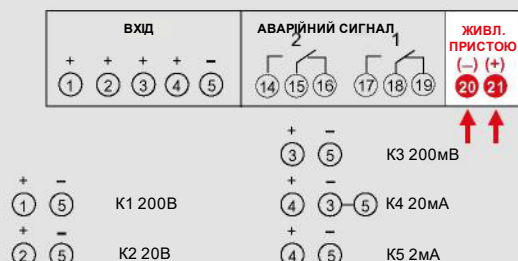 ВХІД
АВАРІЙНИЙ СИГНАЛ
ЖИВЛ.
ПРИСТОЮ
2 1
(–) (+)
+ + + + –
1 2 3 4 5 14 15 16 17 18 19 20 21
+ –
3 5 К3 200мВ
+ – + –
1 5 К1 200В 4 3 5 К4 20мА
+ – + –
2 5 К2 20В 4 5 К5 2мА